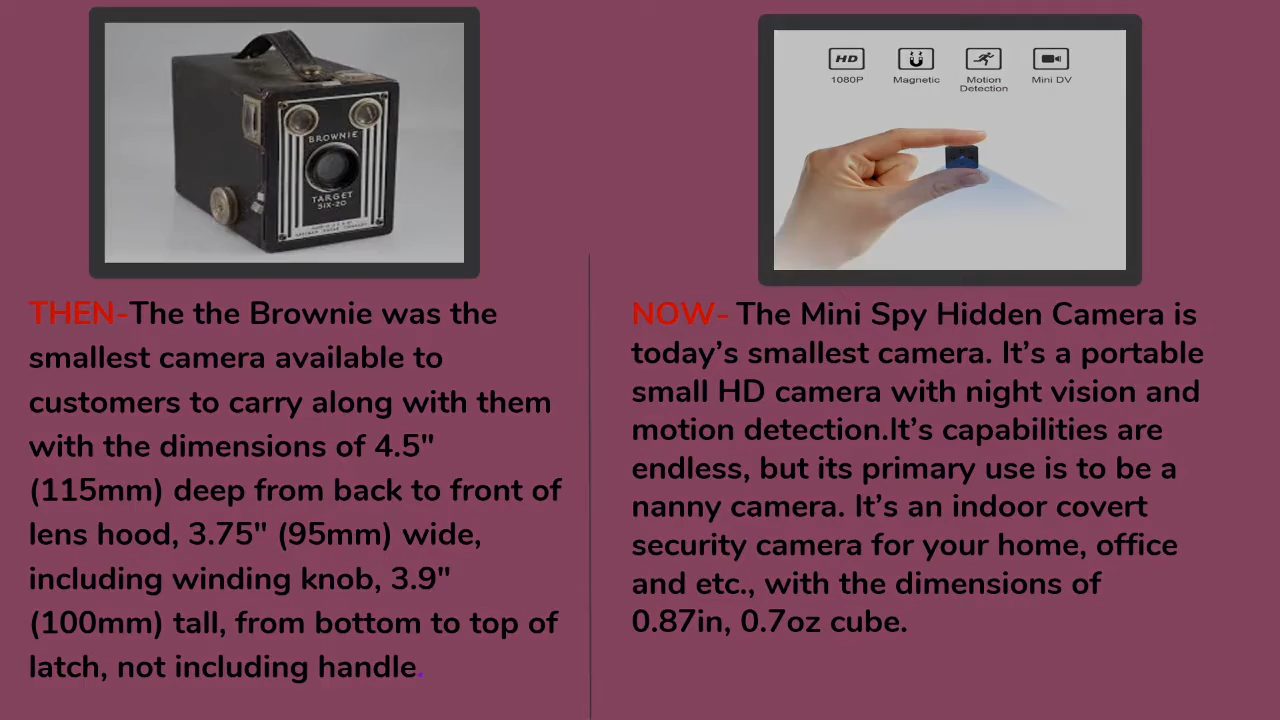 BROWNIE
TARGET
SIX-20
HD
1080P
Magnetic
Motion
Detection
Mini DV
THEN-The the Brownie was the
smallest camera available to
customers to carry along with them
with the dimensions of 4.5"
(115mm) deep from back to front of
lens hood, 3.75" (95mm) wide,
including winding knob, 3.9"
(100mm) tall, from bottom to top of
latch, not including handle.
NOW- The Mini Spy Hidden Camera is
today’s smallest camera. It’s a portable
small HD camera with night vision and
motion detection.It’s capabilities are
endless, but its primary use is to be a
nanny camera. It’s an indoor covert
security camera for your home, office
and etc., with the dimensions of
0.87in, 0.7oz cube.